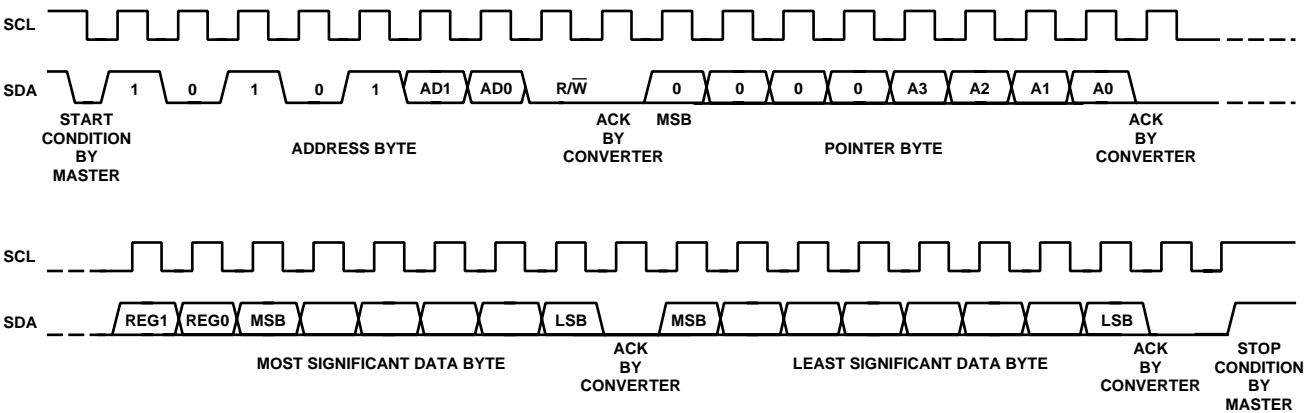 SCL
SDA 1 0 1 0 1 AD1 AD0 R/W̅ 0 0 0 0 A3 A2 A1 A0
START CONDITION BY MASTER
ADDRESS BYTE
ACK BY CONVERTER
MSB
POINTER BYTE
ACK BY CONVERTER
SCL
SDA REG1 REG0 MSB LSB MSB LSB
MOST SIGNIFICANT DATA BYTE
ACK BY CONVERTER
LEAST SIGNIFICANT DATA BYTE
ACK BY CONVERTER
STOP CONDITION BY MASTER